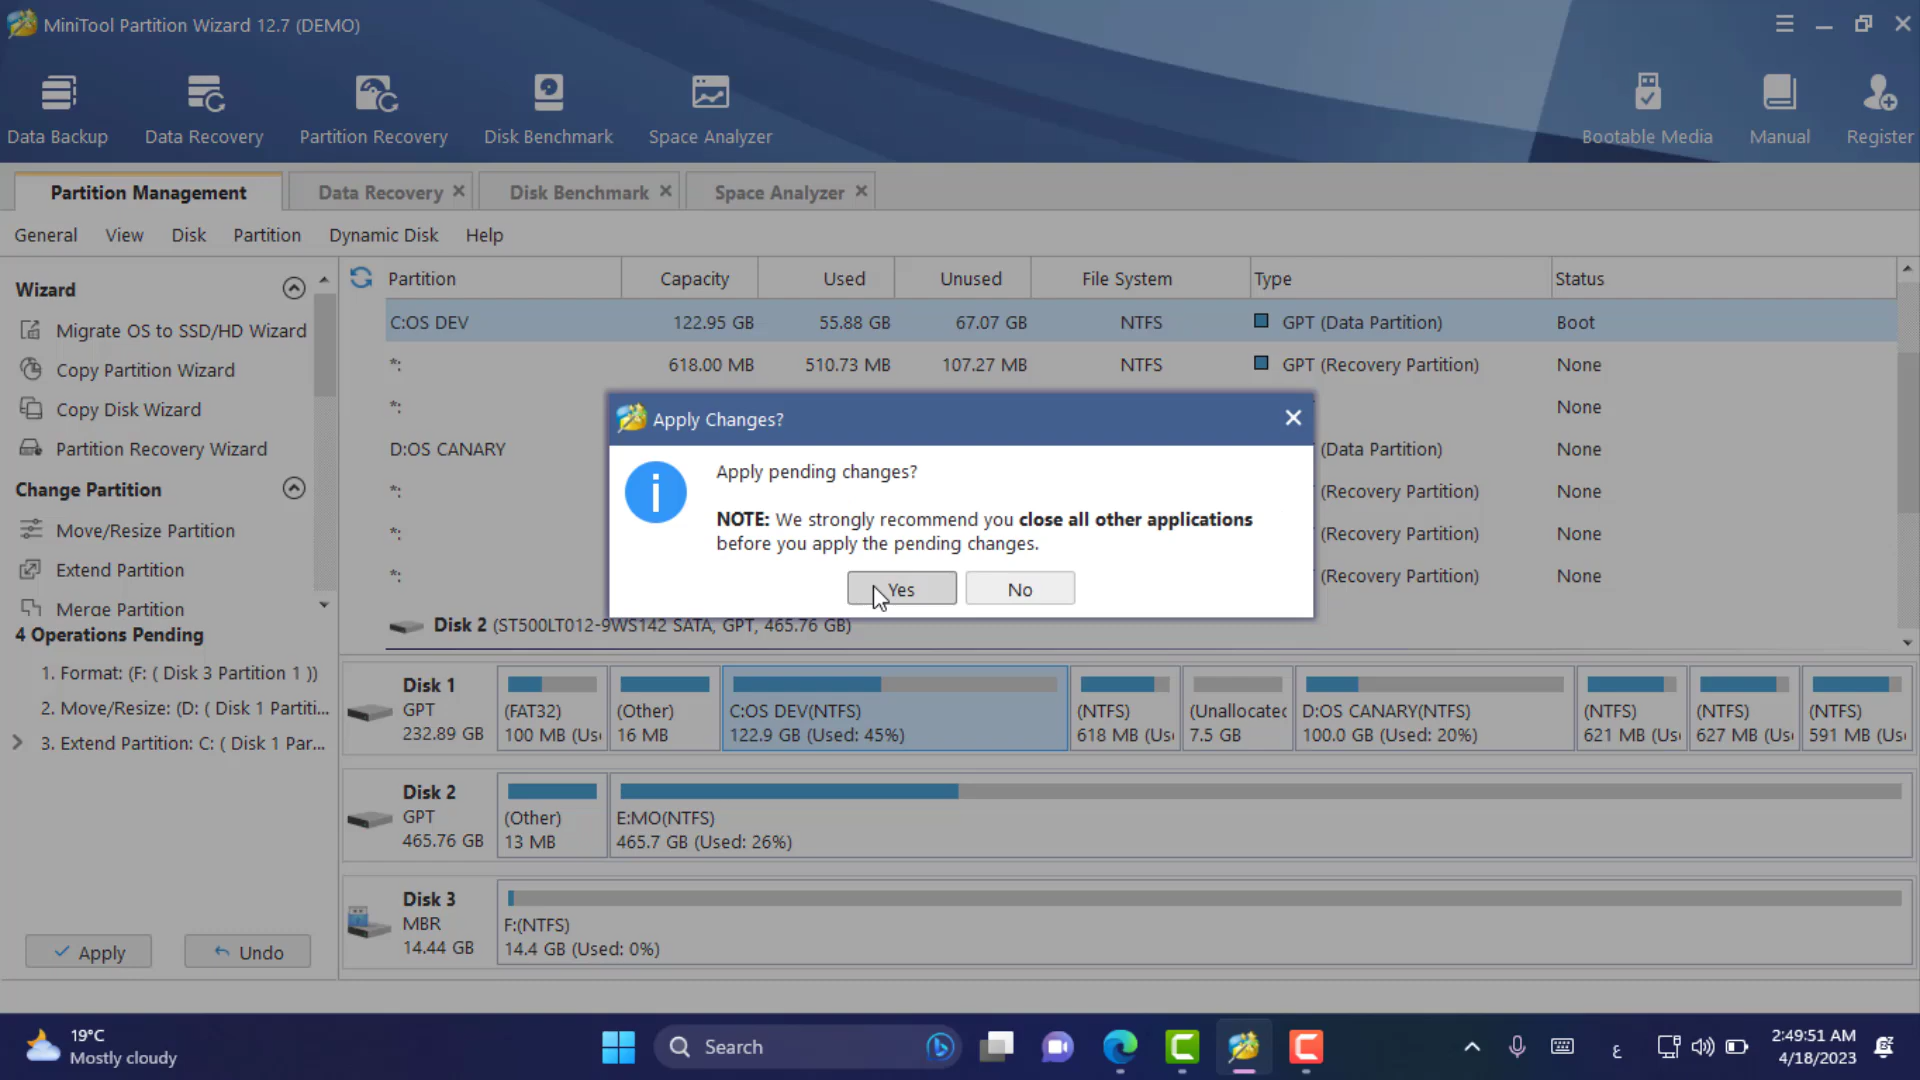 MiniTool Partition Wizard 12.7 (DEMO)
Data Backup
Data Recovery
Partition Recovery
Disk Benchmark
Space Analyzer
Bootable Media
Manual
Register
Partition Management
Data Recovery
Disk Benchmark
Space Analyzer
General View Disk Partition Dynamic Disk Help
Wizard
Migrate OS to SSD/HD Wizard
Copy Partition Wizard
Copy Disk Wizard
Partition Recovery Wizard
Change Partition
Move/Resize Partition
Extend Partition
Merge Partition
4 Operations Pending
1. Format: (F: ( Disk 3 Partition 1 ))
2. Move/Resize: (D: ( Disk 1 Partiti...
3. Extend Partition: C: ( Disk 1 Par...
Apply
Undo
Partition Capacity Used Unused File System Type Status
C:OS DEV 122.95 GB 55.88 GB 67.07 GB NTFS GPT (Data Partition) Boot
*: 618.00 MB 510.73 MB 107.27 MB NTFS GPT (Recovery Partition) None
*: None
D:OS CANARY (Data Partition) None
*: (Recovery Partition) None
*: (Recovery Partition) None
*: (Recovery Partition) None
Disk 2 (ST500LT012-9WS142 SATA, GPT, 465.76 GB)
Apply Changes?
Apply pending changes?
NOTE: We strongly recommend you close all other applications
before you apply the pending changes.
Yes
No
Disk 1
GPT
232.89 GB
(FAT32)
100 MB (Us
(Other)
16 MB
C:OS DEV(NTFS)
122.9 GB (Used: 45%)
(NTFS)
618 MB (Us
(Unallocated
7.5 GB
D:OS CANARY(NTFS)
100.0 GB (Used: 20%)
(NTFS)
621 MB (Us
(NTFS)
627 MB (Us
(NTFS)
591 MB (Us
Disk 2
GPT
465.76 GB
(Other)
13 MB
E:MO(NTFS)
465.7 GB (Used: 26%)
Disk 3
MBR
14.44 GB
F:(NTFS)
14.4 GB (Used: 0%)
19°C
Mostly cloudy
Search
ع
2:49:51 AM
4/18/2023